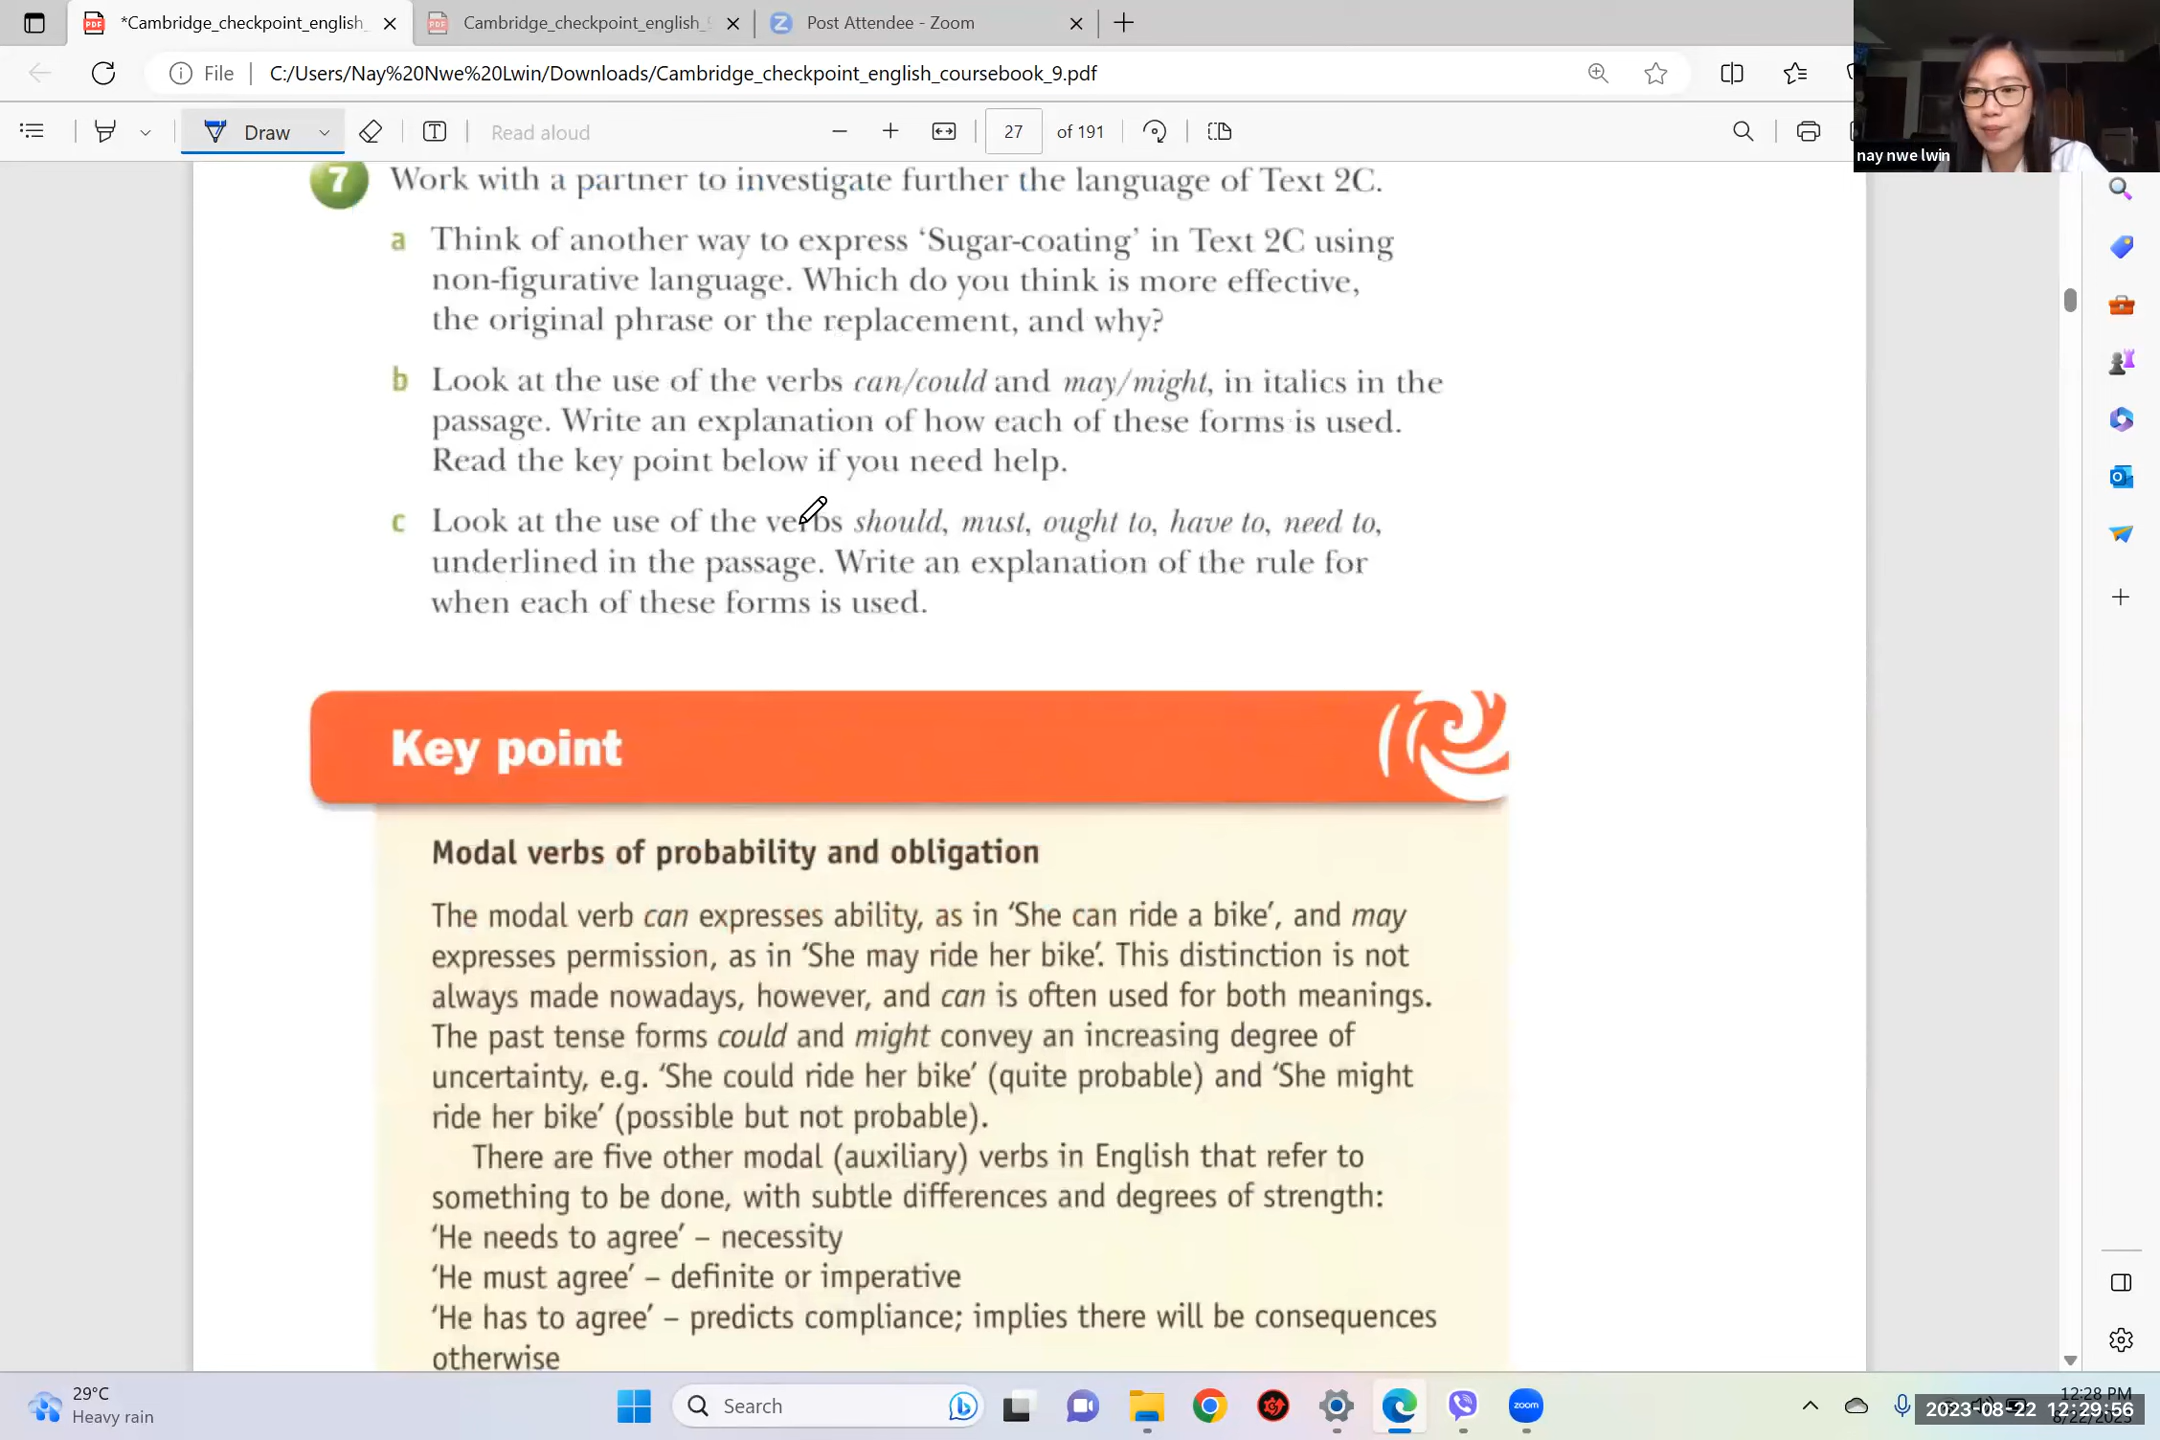 *Cambridge_checkpoint_english_
Cambridge_checkpoint_english_
Post Attendee - Zoom
File
C:/Users/Nay%20Nwe%20Lwin/Downloads/Cambridge_checkpoint_english_coursebook_9.pdf
Draw
Read aloud
27
of 191
nay nwe lwin
7 Work with a partner to investigate further the language of Text 2C.
a Think of another way to express ‘Sugar-coating’ in Text 2C using
non-figurative language. Which do you think is more effective,
the original phrase or the replacement, and why?
b Look at the use of the verbs can/could and may/might, in italics in the
passage. Write an explanation of how each of these forms is used.
Read the key point below if you need help.
c Look at the use of the verbs should, must, ought to, have to, need to,
underlined in the passage. Write an explanation of the rule for
when each of these forms is used.
Key point
Modal verbs of probability and obligation
The modal verb can expresses ability, as in ‘She can ride a bike’, and may
expresses permission, as in ‘She may ride her bike’. This distinction is not
always made nowadays, however, and can is often used for both meanings.
The past tense forms could and might convey an increasing degree of
uncertainty, e.g. ‘She could ride her bike’ (quite probable) and ‘She might
ride her bike’ (possible but not probable).
There are five other modal (auxiliary) verbs in English that refer to
something to be done, with subtle differences and degrees of strength:
‘He needs to agree’ – necessity
‘He must agree’ – definite or imperative
‘He has to agree’ – predicts compliance; implies there will be consequences
otherwise
29°C
Heavy rain
Search
zoom
12:28 PM
2023-08-22 12:29:56